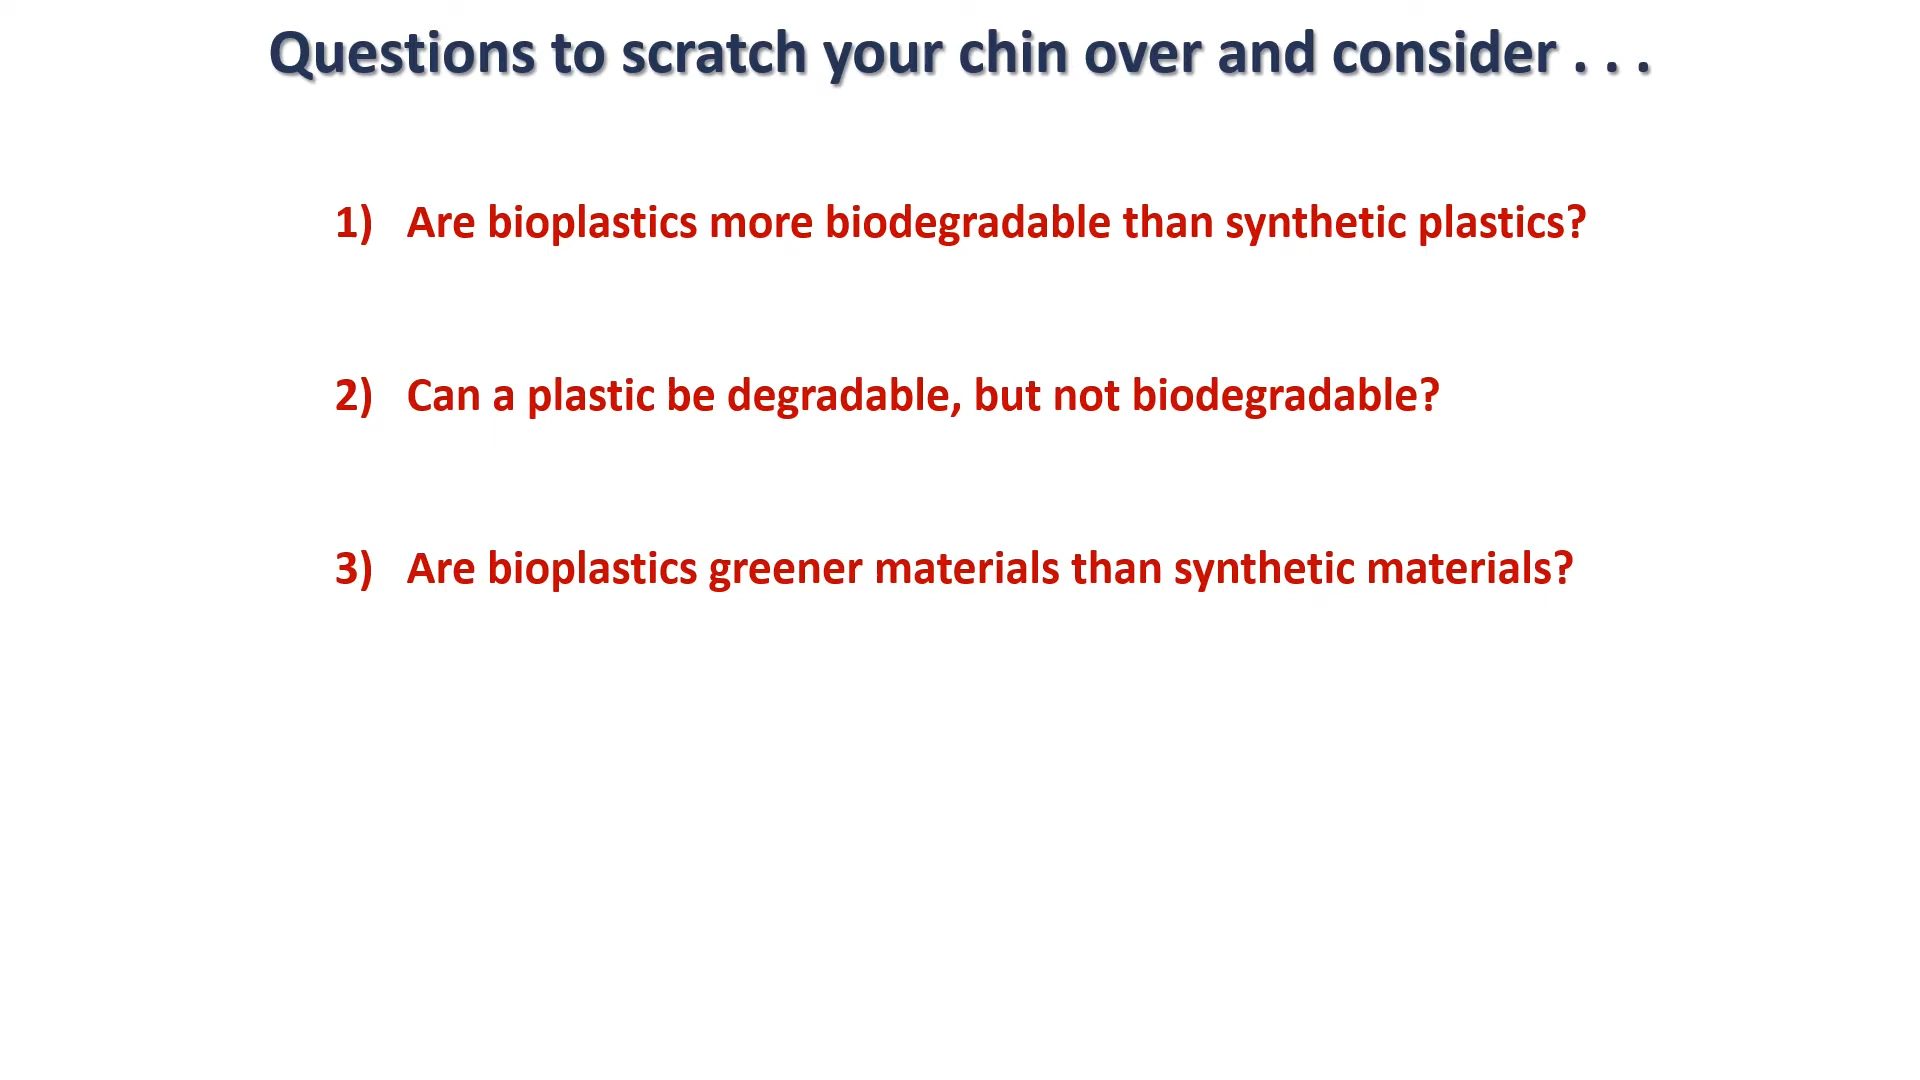 Questions to scratch your chin over and consider . . .
1) Are bioplastics more biodegradable than synthetic plastics?
2) Can a plastic be degradable, but not biodegradable?
3) Are bioplastics greener materials than synthetic materials?